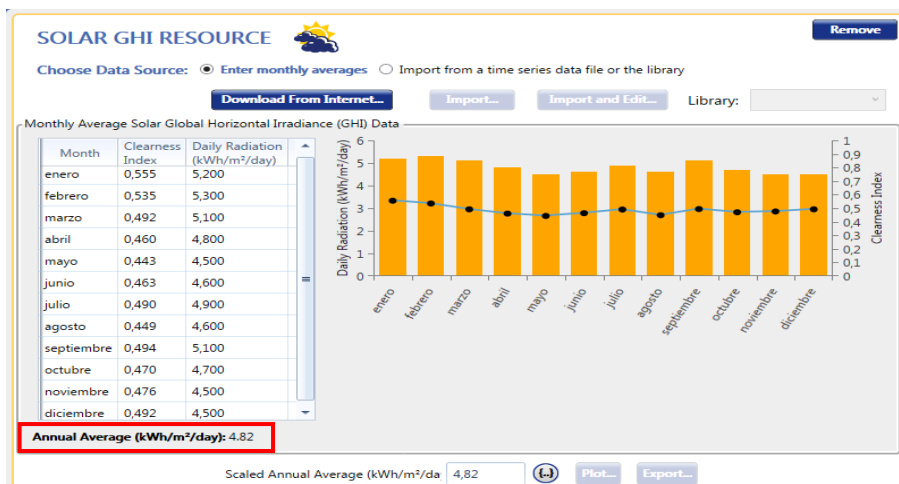 SOLAR GHI RESOURCE
Remove
Choose Data Source: Enter monthly averages Import from a time series data file or the library
Download From Internet... Import... Import and Edit... Library:
Monthly Average Solar Global Horizontal Irradiance (GHI) Data
Month Clearness Index Daily Radiation (kWh/m²/day)
enero 0,555 5,200
febrero 0,535 5,300
marzo 0,492 5,100
abril 0,460 4,800
mayo 0,443 4,500
junio 0,463 4,600
julio 0,490 4,900
agosto 0,449 4,600
septiembre 0,494 5,100
octubre 0,470 4,700
noviembre 0,476 4,500
diciembre 0,492 4,500
Daily Radiation (kWh/m²/day)
6
5
4
3
2
1
0
enero febrero marzo abril mayo junio julio agosto septiembre octubre noviembre diciembre
1
0,9
0,8
0,7
0,6
0,5
0,4
0,3
0,2
0,1
0
Clearness Index
Annual Average (kWh/m²/day): 4.82
Scaled Annual Average (kWh/m²/da 4,82 {..} Plot... Export...